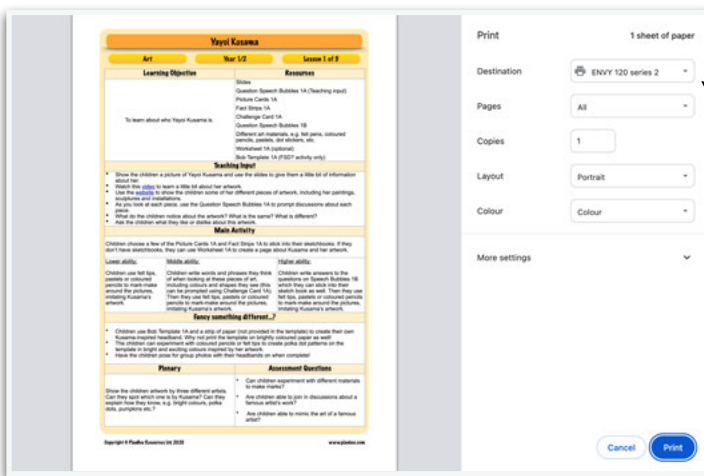 Yayoi Kusama
Art Year 1/2 Lesson 1 of 5
Learning Objective
To learn about who Yayoi Kusama is.
Resources
Slides
Question Speech Bubbles 1A (Teaching input)
Picture Cards 1A
Fact Strips 1A
Challenge Card 1A
Question Speech Bubbles 1B
Different art materials, e.g. felt pens, coloured
pencils, pastels, dot stickers, etc.
Worksheet 1A (optional)
Bob Template 1A (FSD? activity only)
Teaching Input
• Show the children a picture of Yayoi Kusama and use the slides to give them a little bit of information
about her.
• Watch this video to learn a little bit about her artwork.
• Use the website to show the children some of her different pieces of artwork, including her paintings,
sculptures and installations.
• As you look at each piece, use the Question Speech Bubbles 1A to prompt discussions about each
piece.
• What do the children notice about the artwork? What is the same? What is different?
• Ask the children what they like or dislike about this artwork.
Main Activity
Children choose a few of the Picture Cards 1A and Fact Strips 1A to stick into their sketchbooks. If they
don't have sketchbooks, they can use Worksheet 1A to create a page about Kusama and her artwork.
Lower ability:
Children use felt tips,
pastels or coloured
pencils to mark-make
around the pictures,
imitating Kusama's
artwork.
Middle ability:
Children write words and phrases they think
of when looking at these pieces of art,
including colours and shapes they see (this
can be prompted using Challenge Card 1A).
Then they use felt tips, pastels or coloured
pencils to mark-make around the pictures,
imitating Kusama's artwork.
Higher ability:
Children write answers to the
questions on Speech Bubbles 1B
which they can stick into their
sketch book as well. Then they use
felt tips, pastels or coloured pencils
to mark-make around the pictures,
imitating Kusama's artwork.
Fancy something different...?
• Children use Bob Template 1A and a strip of paper (not provided in the template) to create their own
Kusama-inspired headband. Why not print the template on brightly coloured paper as well!
• The children can experiment with coloured pencils or felt tips to create polka dot patterns on the
template in bright and exciting colours inspired by her artwork.
• Have the children pose for group photos with their headbands on when complete!
Plenary
Show the children artwork by three different artists.
Can they spot which one is by Kusama? Can they
explain how they know, e.g. bright colours, polka
dots, pumpkins etc.?
Assessment Questions
• Can children experiment with different materials
to make marks?
• Are children able to join in discussions about a
famous artist's work?
• Are children able to mimic the art of a famous
artist?
Copyright © PlanBee Resources Ltd 2020 www.planbee.com
Print 1 sheet of paper
Destination ENVY 120 series 2
Pages All
Copies 1
Layout Portrait
Colour Colour
More settings
Cancel Print